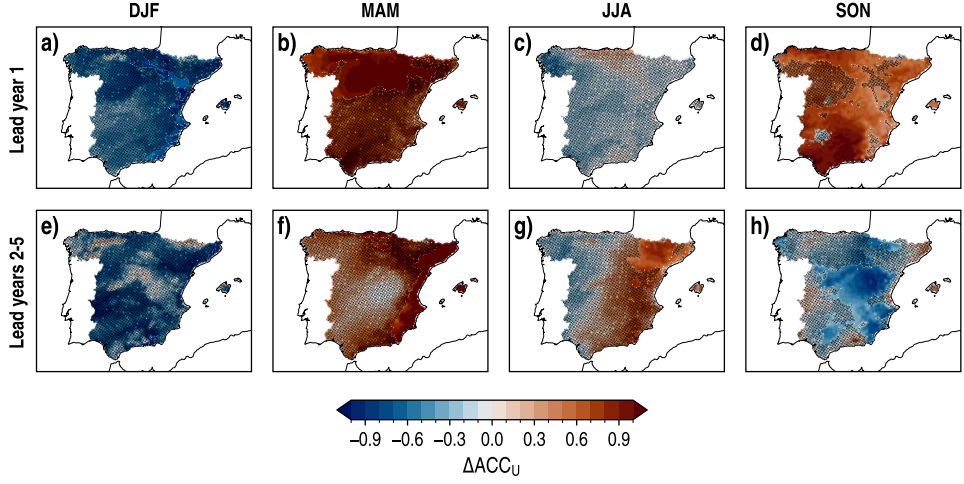 DJF MAM JJA SON
Lead year 1
a) b) c) d)
Lead years 2-5
e) f) g) h)
−0.9 −0.6 −0.3 0.0 0.3 0.6 0.9
ΔACC_U